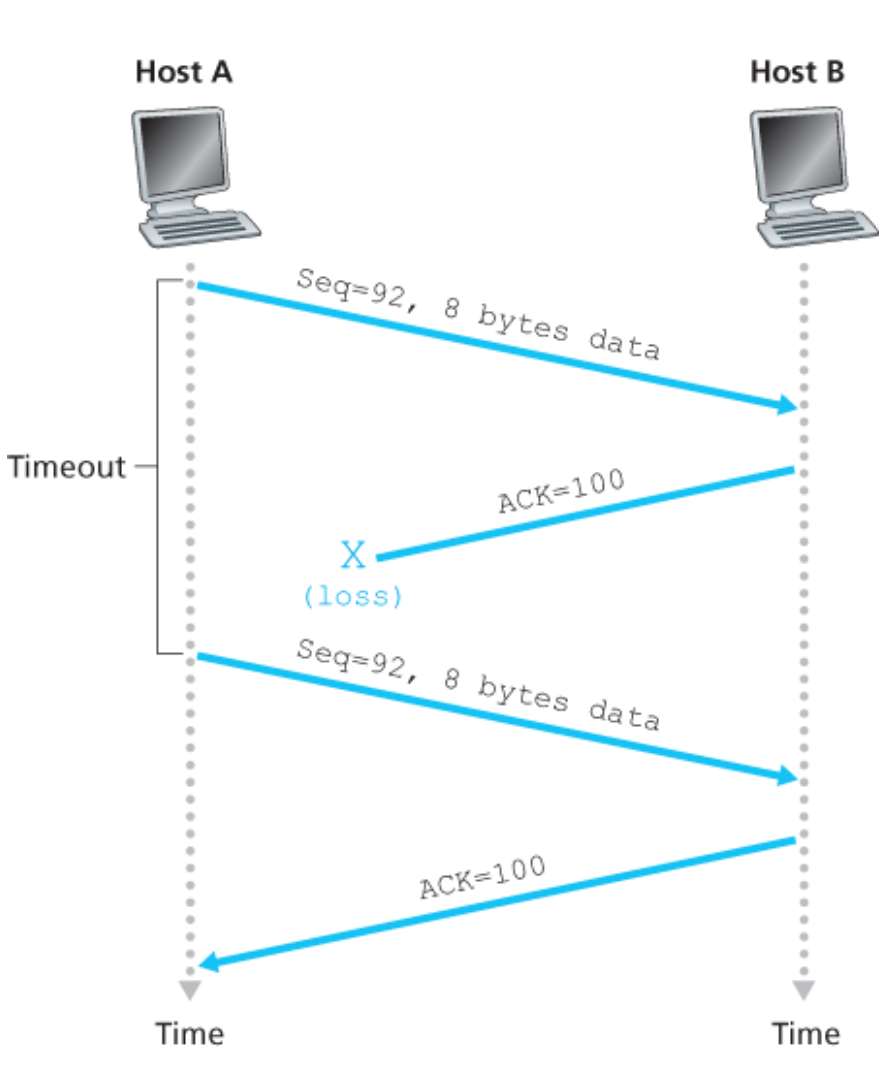 Host A
Host B
Seq=92, 8 bytes data
Timeout
ACK=100
X
(loss)
Seq=92, 8 bytes data
ACK=100
Time
Time